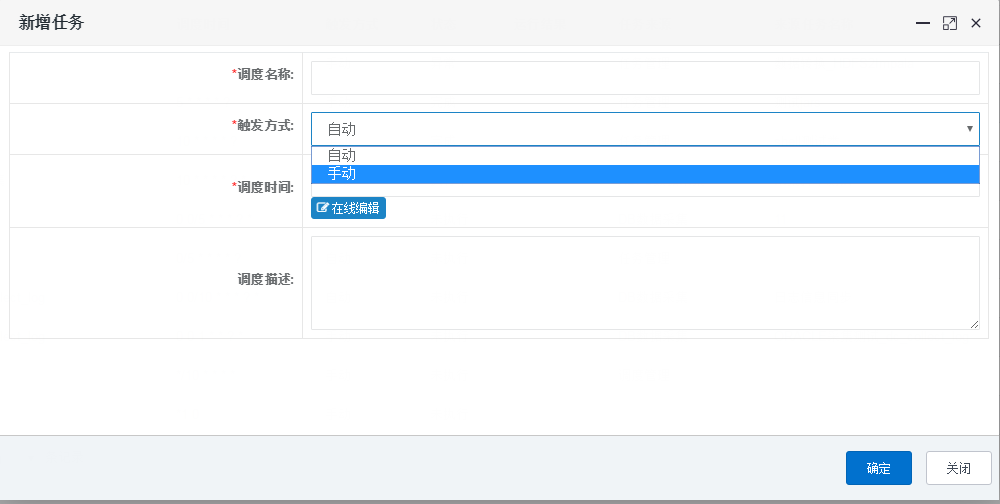 新增任务
*调度名称:
*触发方式:
自动
自动
手动
*调度时间:
在线编辑
调度描述:
确定
关闭